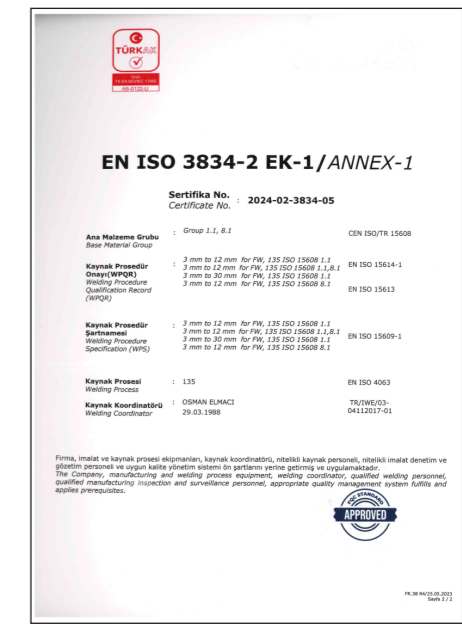 TÜRKAK
AB-0122-U
EN ISO 3834-2 EK-1/ANNEX-1
Sertifika No.
Certificate No.
: 2024-02-3834-05
Ana Malzeme Grubu
Base Material Group
: Group 1.1, 8.1
CEN ISO/TR 15608
Kaynak Prosedür
Onayı(WPQR)
Welding Procedure
Qualification Record
(WPQR)
: 3 mm to 12 mm for FW, 135 ISO 15608 1.1
3 mm to 12 mm for FW, 135 ISO 15608 1.1,8.1
3 mm to 30 mm for FW, 135 ISO 15608 1.1
3 mm to 12 mm for FW, 135 ISO 15608 8.1
EN ISO 15614-1
EN ISO 15613
Kaynak Prosedür
Şartnamesi
Welding Procedure
Specification (WPS)
: 3 mm to 12 mm for FW, 135 ISO 15608 1.1
3 mm to 12 mm for FW, 135 ISO 15608 1.1,8.1
3 mm to 30 mm for FW, 135 ISO 15608 1.1
3 mm to 12 mm for FW, 135 ISO 15608 8.1
EN ISO 15609-1
Kaynak Prosesi
Welding Process
: 135
EN ISO 4063
Kaynak Koordinatörü
Welding Coordinator
: OSMAN ELMACI
29.03.1988
TR/IWE/03-
04112017-01
Firma, imalat ve kaynak prosesi ekipmanları, kaynak koordinatörü, nitelikli kaynak personeli, nitelikli imalat denetim ve
gözetim personeli ve uygun kalite yönetim sistemi ön şartlarını yerine getirmiş ve uygulamaktadır.
The Company, manufacturing and welding process equipment, welding coordinator, qualified welding personnel,
qualified manufacturing inspection and surveillance personnel, appropriate quality management system fulfills and
applies prerequisites.
STANDARD
APPROVED
FR.38 R4/25.05.2023
Sayfa 2 / 2